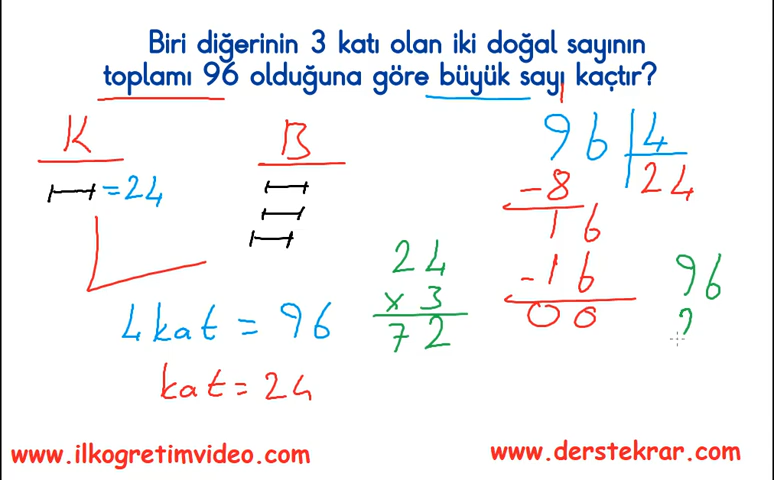 Biri diğerinin 3 katı olan iki doğal sayının
toplamı 96 olduğuna göre büyük sayı kaçtır?
K
= 24
B
4 kat = 96
kat = 24
24
x 3
72
96 4
- 8 24
16
- 16
00
96
2
www.ilkogretimvideo.com
www.derstekrar.com